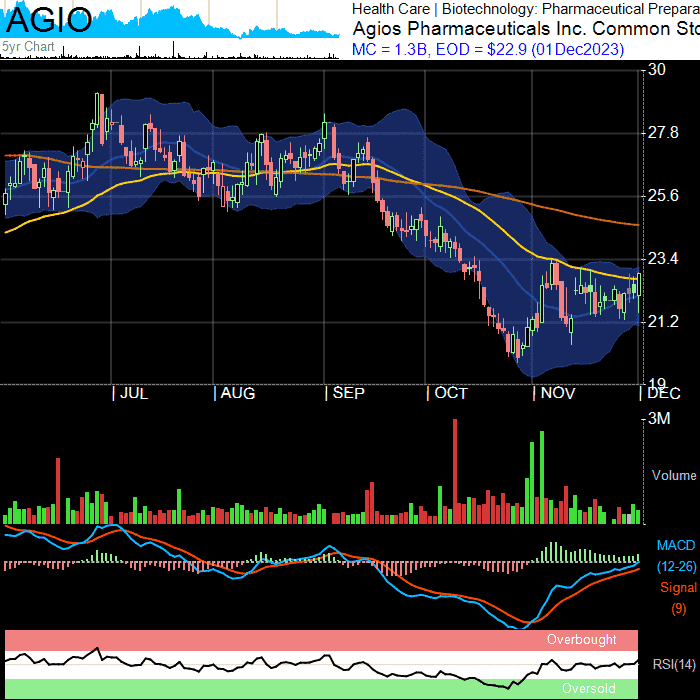 AGIO
5yr Chart
Health Care | Biotechnology: Pharmaceutical Prepara
Agios Pharmaceuticals Inc. Common Sto
MC = 1.3B, EOD = $22.9 (01Dec2023)
30
27.8
25.6
23.4
21.2
19
JUL AUG SEP OCT NOV DEC
3M
Volume
MACD
(12-26)
Signal
(9)
Overbought
RSI(14)
Oversold